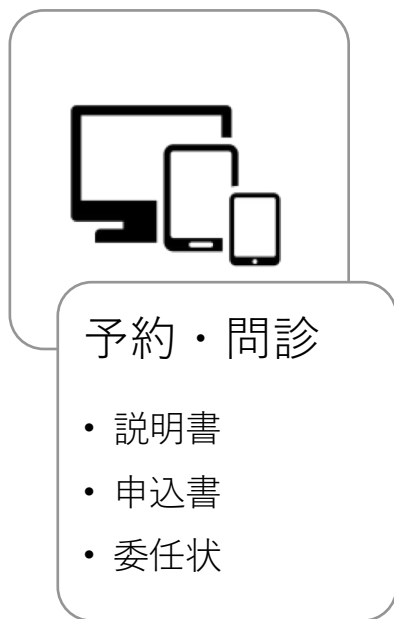 予約・問診
• 説明書
• 申込書
• 委任状